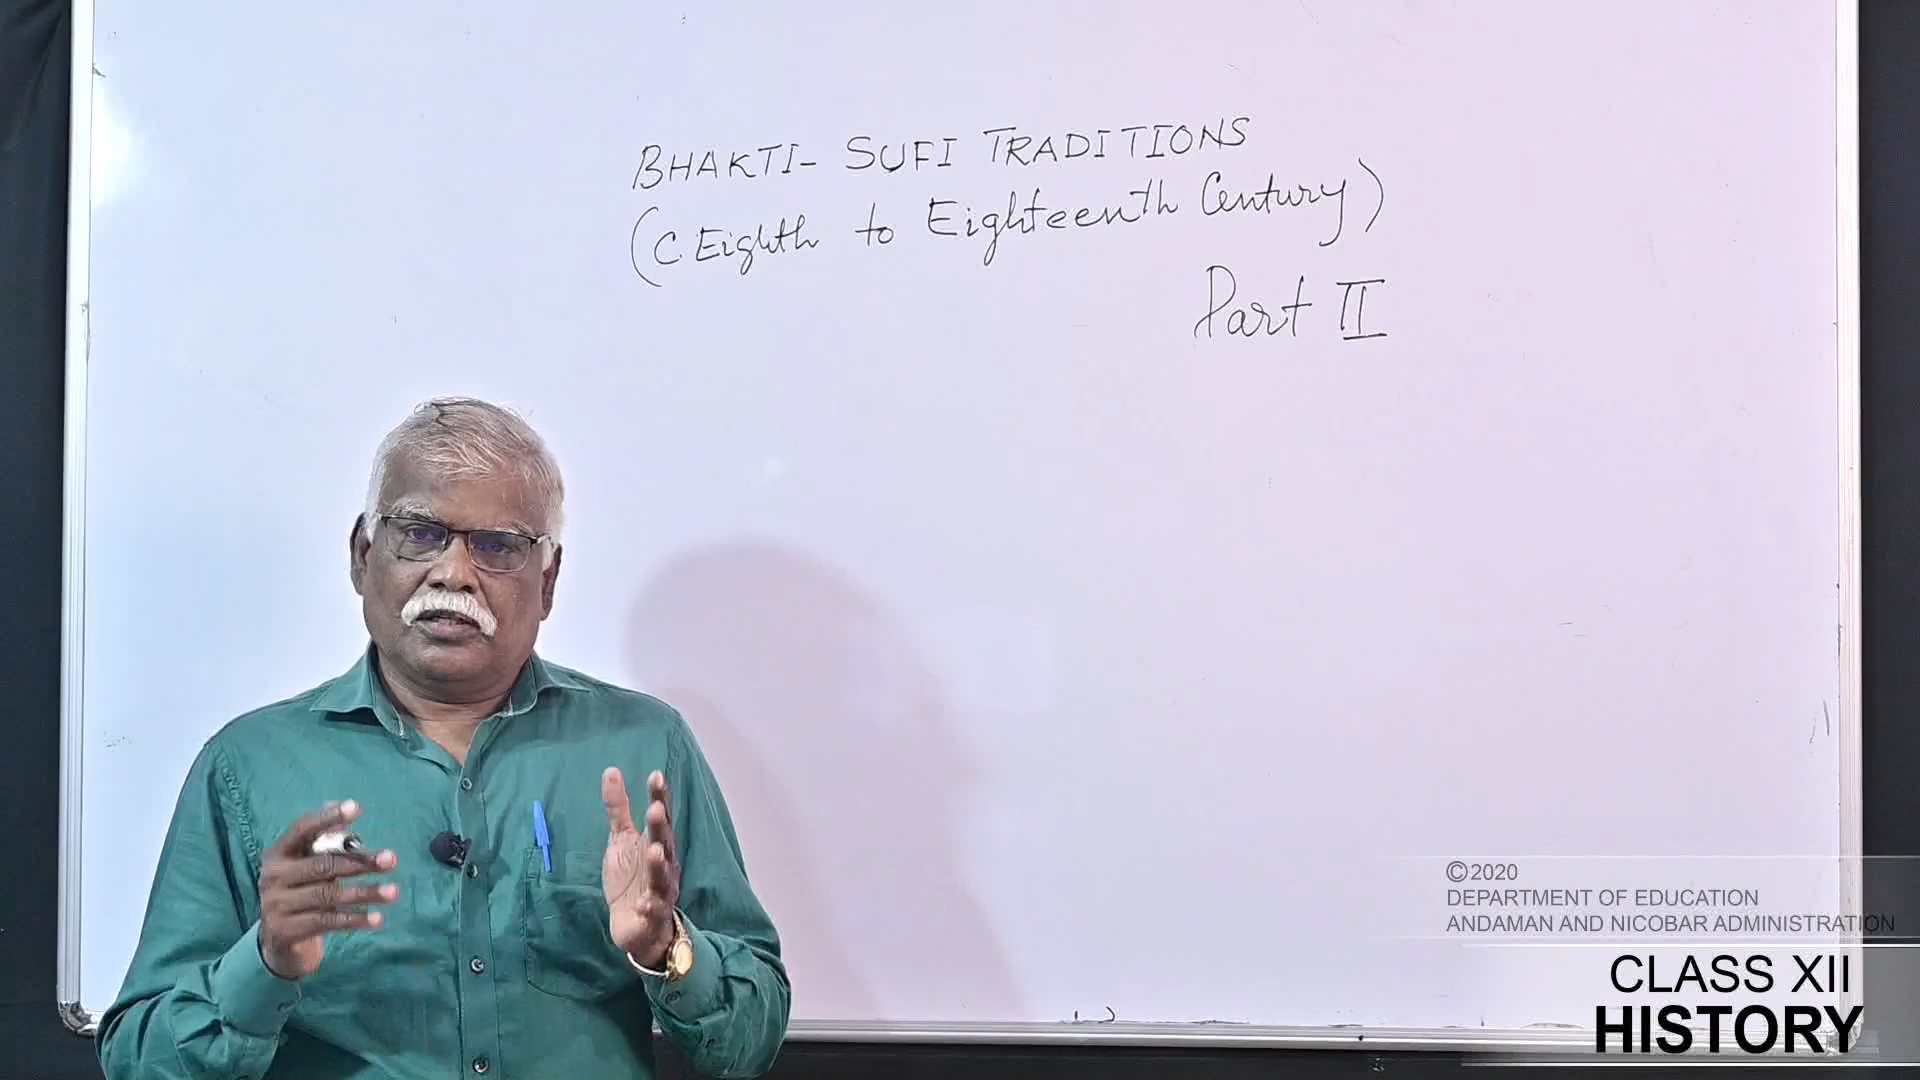 BHAKTI- SUFI TRADITIONS
(C. Eighth to Eighteenth Century)
Part II
©2020
DEPARTMENT OF EDUCATION
ANDAMAN AND NICOBAR ADMINISTRATION
CLASS XII
HISTORY